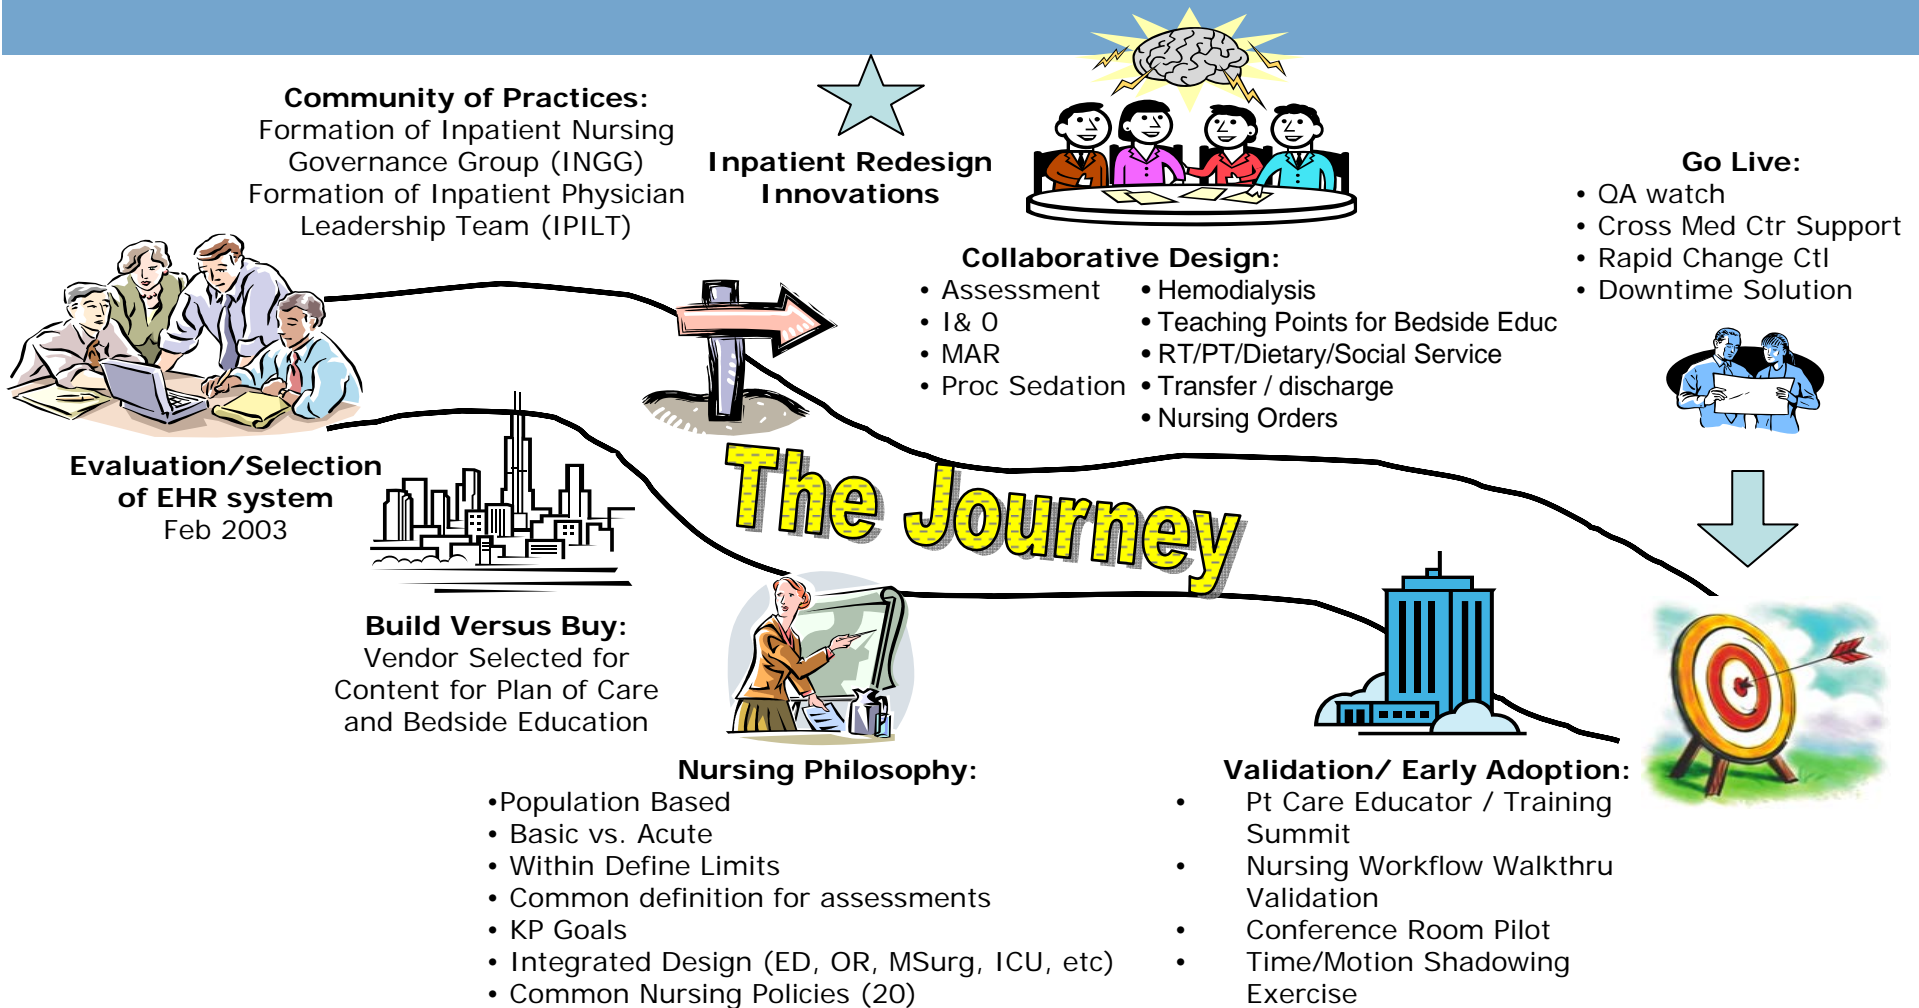 Community of Practices:
Formation of Inpatient Nursing
Governance Group (INGG)
Formation of Inpatient Physician
Leadership Team (IPILT)
Inpatient Redesign
Innovations
Go Live:
• QA watch
• Cross Med Ctr Support
• Rapid Change Ctl
• Downtime Solution
Collaborative Design:
• Assessment
• I& O
• MAR
• Proc Sedation
• Hemodialysis
• Teaching Points for Bedside Educ
• RT/PT/Dietary/Social Service
• Transfer / discharge
• Nursing Orders
Evaluation/Selection
of EHR system
Feb 2003
The Journey
Build Versus Buy:
Vendor Selected for
Content for Plan of Care
and Bedside Education
Nursing Philosophy:
•Population Based
• Basic vs. Acute
• Within Define Limits
• Common definition for assessments
• KP Goals
• Integrated Design (ED, OR, MSurg, ICU, etc)
• Common Nursing Policies (20)
Validation/ Early Adoption:
• Pt Care Educator / Training
Summit
• Nursing Workflow Walkthru
Validation
• Conference Room Pilot
• Time/Motion Shadowing
Exercise